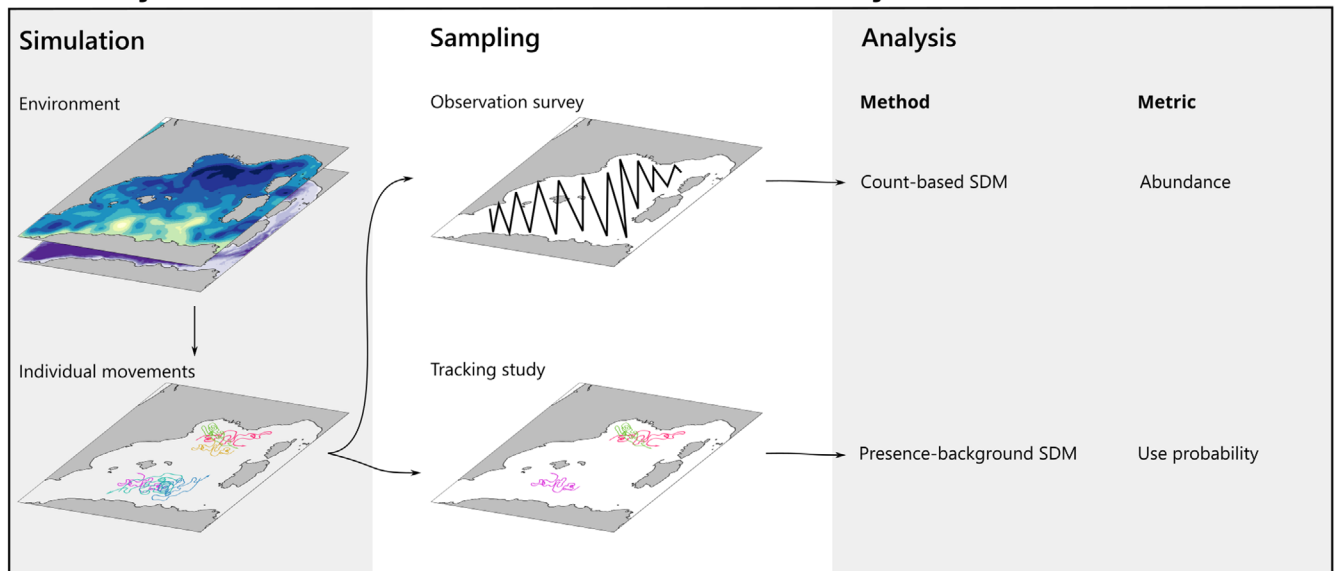 Simulation
Sampling
Analysis
Environment
Observation survey
Method
Metric
Count-based SDM
Abundance
Individual movements
Tracking study
Presence-background SDM
Use probability